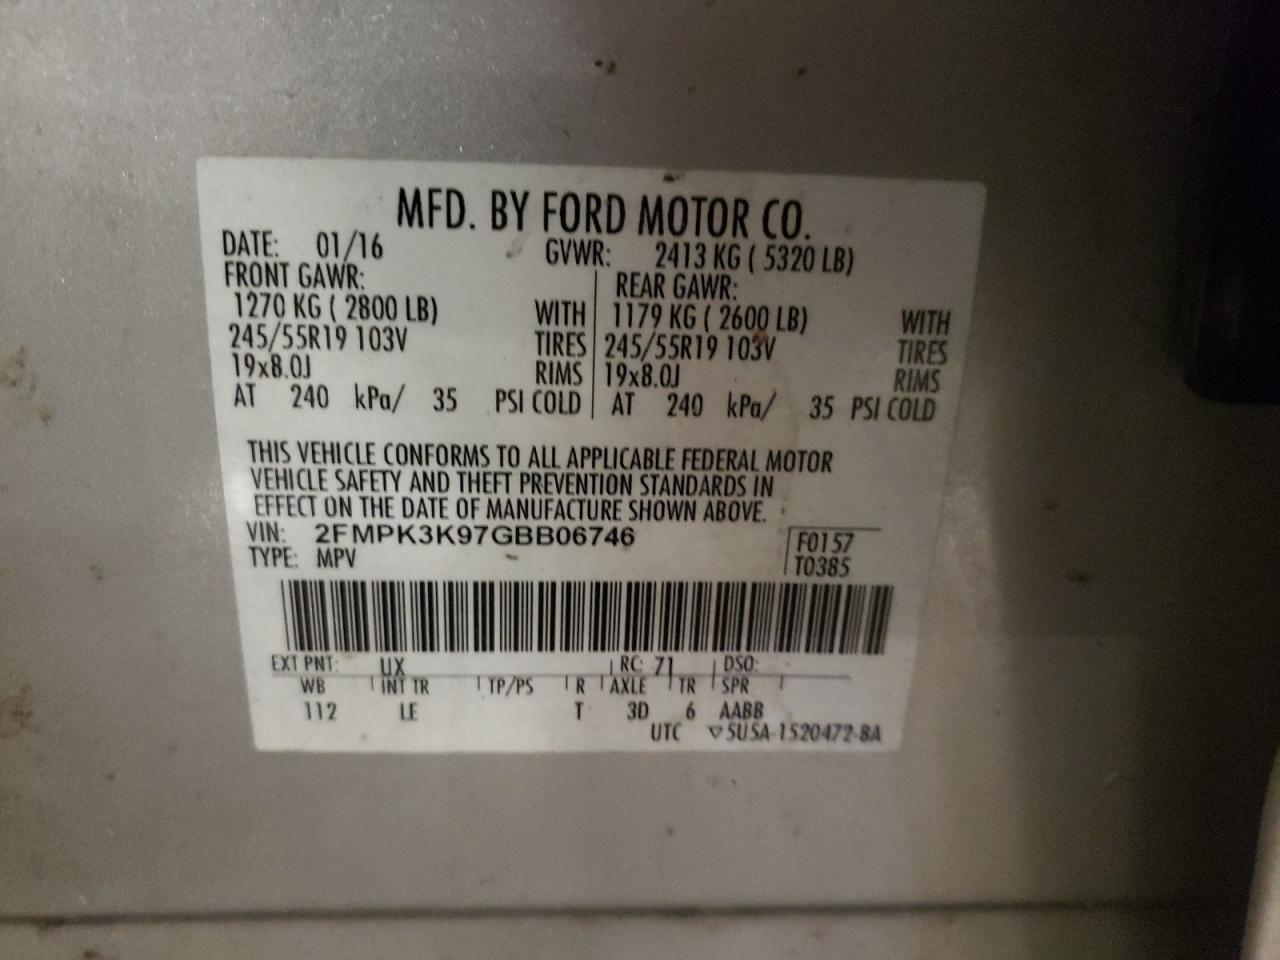 MFD. BY FORD MOTOR CO.
DATE: 01/16 GVWR: 2413 KG ( 5320 LB)
FRONT GAWR: REAR GAWR:
1270 KG ( 2800 LB) WITH 1179 KG ( 2600 LB) WITH
245/55R19 103V TIRES 245/55R19 103V TIRES
19x8.0J RIMS 19x8.0J RIMS
AT 240 kPa/ 35 PSI COLD AT 240 kPa/ 35 PSI COLD
THIS VEHICLE CONFORMS TO ALL APPLICABLE FEDERAL MOTOR
VEHICLE SAFETY AND THEFT PREVENTION STANDARDS IN
EFFECT ON THE DATE OF MANUFACTURE SHOWN ABOVE.
VIN: 2FMPK3K97GBB06746 F0157
TYPE: MPV T0385
EXT PNT: UX RC: 71 DSO:
WB INT TR TP/PS R AXLE TR SPR
112 LE T 3D 6 AABB
UTC ▽5U5A-1520472-BA